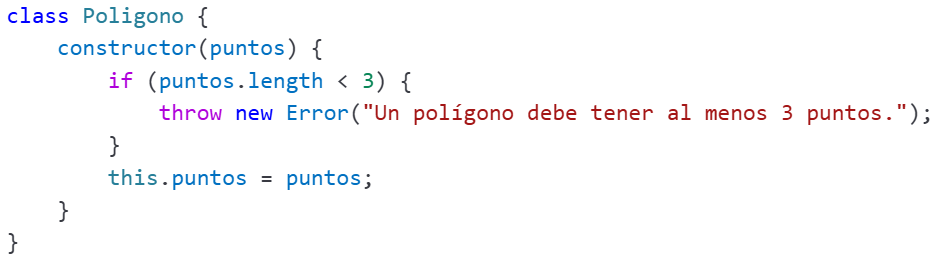 class Poligono {
    constructor(puntos) {
        if (puntos.length < 3) {
            throw new Error("Un polígono debe tener al menos 3 puntos.");
        }
        this.puntos = puntos;
    }
}